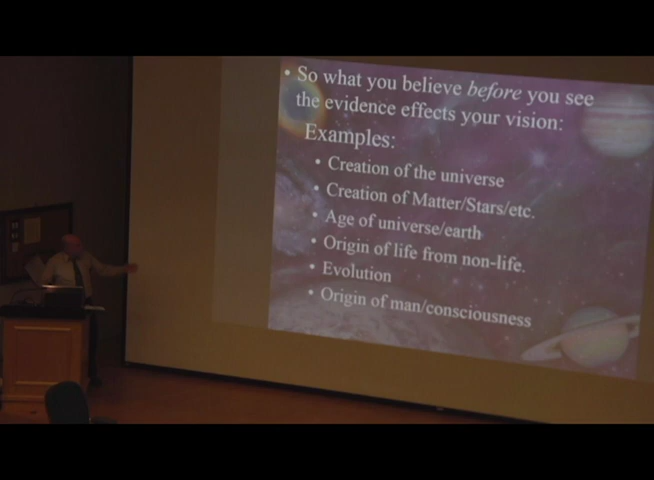 • So what you believe before you see
the evidence effects your vision:
Examples:
• Creation of the universe
• Creation of Matter/Stars/etc.
• Age of universe/earth
• Origin of life from non-life.
• Evolution
• Origin of man/consciousness